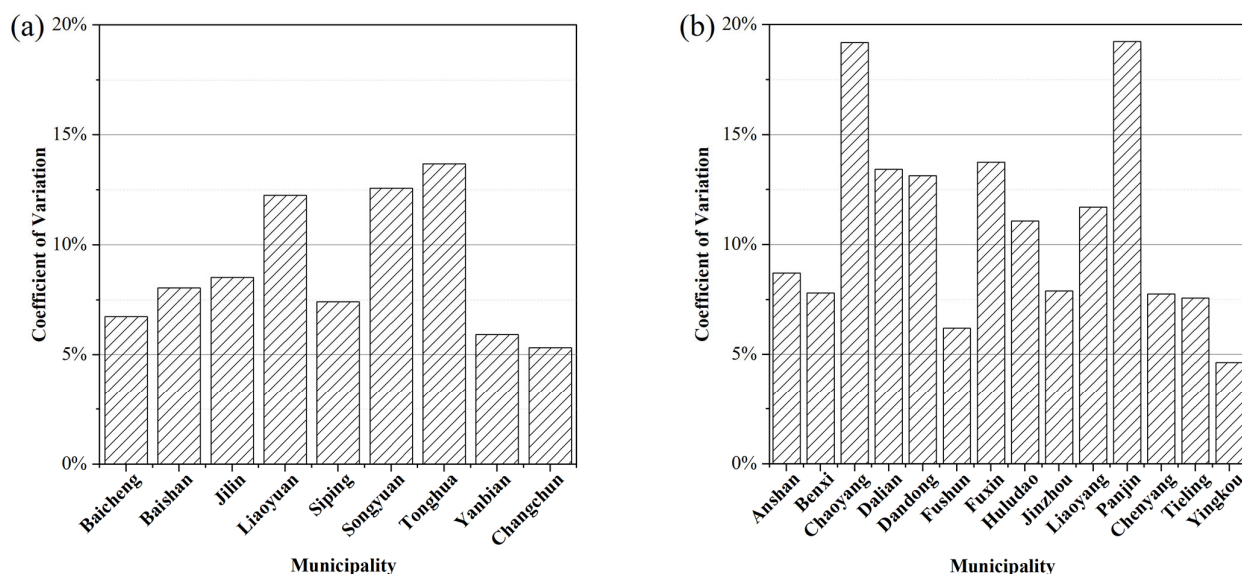 (a)
20%
15%
10%
5%
0%
Coefficient of Variation
Baicheng
Baishan
Jilin
Liaoyuan
Siping
Songyuan
Tonghua
Yanbian
Changchun
Municipality
(b)
20%
15%
10%
5%
0%
Coefficient of Variation
Anshan
Benxi
Chaoyang
Dalian
Dandong
Fushun
Fuxin
Huludao
Jinzhou
Liaoyang
Panjin
Chenyang
Tieling
Yingkou
Municipality